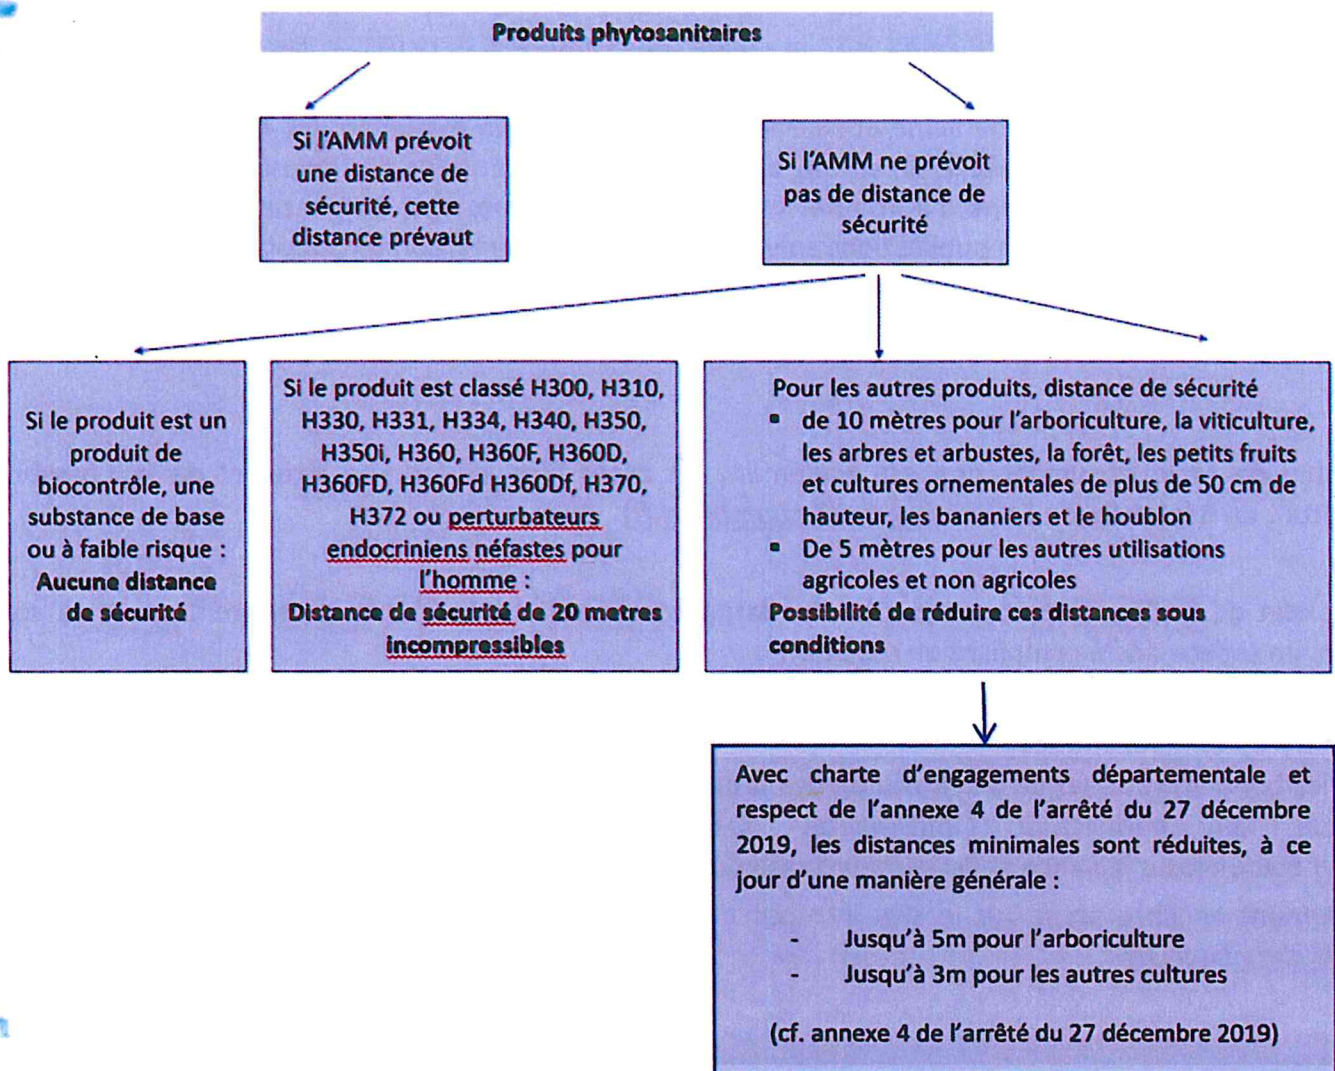 Produits phytosanitaires
Si l'AMM prévoit
une distance de
sécurité, cette
distance prévaut
Si l'AMM ne prévoit
pas de distance de
sécurité
Si le produit est un
produit de
biocontrôle, une
substance de base
ou à faible risque :
Aucune distance
de sécurité
Si le produit est classé H300, H310,
H330, H331, H334, H340, H350,
H350i, H360, H360F, H360D,
H360FD, H360Fd H360Df, H370,
H372 ou perturbateurs
endocriniens néfastes pour
l'homme :
Distance de sécurité de 20 metres
incompressibles
Pour les autres produits, distance de sécurité
▪ de 10 mètres pour l'arboriculture, la viticulture,
les arbres et arbustes, la forêt, les petits fruits
et cultures ornementales de plus de 50 cm de
hauteur, les bananiers et le houblon
▪ De 5 mètres pour les autres utilisations
agricoles et non agricoles
Possibilité de réduire ces distances sous
conditions
Avec charte d'engagements départementale et
respect de l'annexe 4 de l'arrêté du 27 décembre
2019, les distances minimales sont réduites, à ce
jour d'une manière générale :
- Jusqu'à 5m pour l'arboriculture
- Jusqu'à 3m pour les autres cultures
(cf. annexe 4 de l'arrêté du 27 décembre 2019)